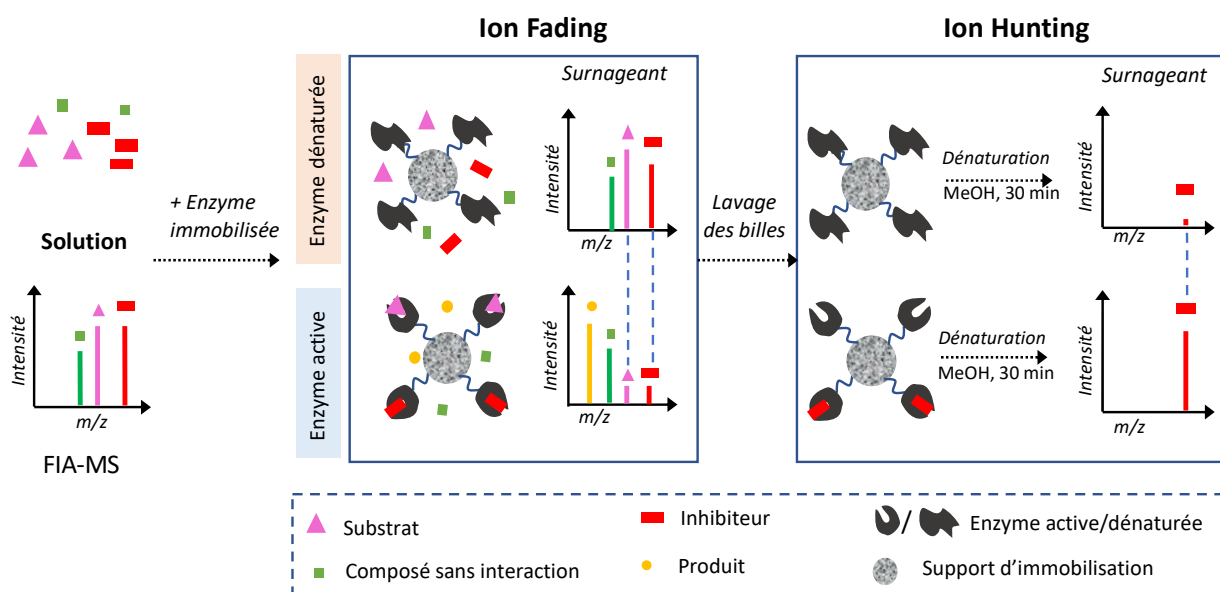 Ion Fading
Ion Hunting
Enzyme dénaturée
Surnageant
Intensité
m/z
Surnageant
Dénaturation
MeOH, 30 min
Intensité
m/z
+ Enzyme
immobilisée
Lavage
des billes
Solution
Intensité
m/z
FIA-MS
Enzyme active
Intensité
m/z
Dénaturation
MeOH, 30 min
Intensité
m/z
Substrat
Inhibiteur
/
Enzyme active/dénaturée
Composé sans interaction
Produit
Support d'immobilisation